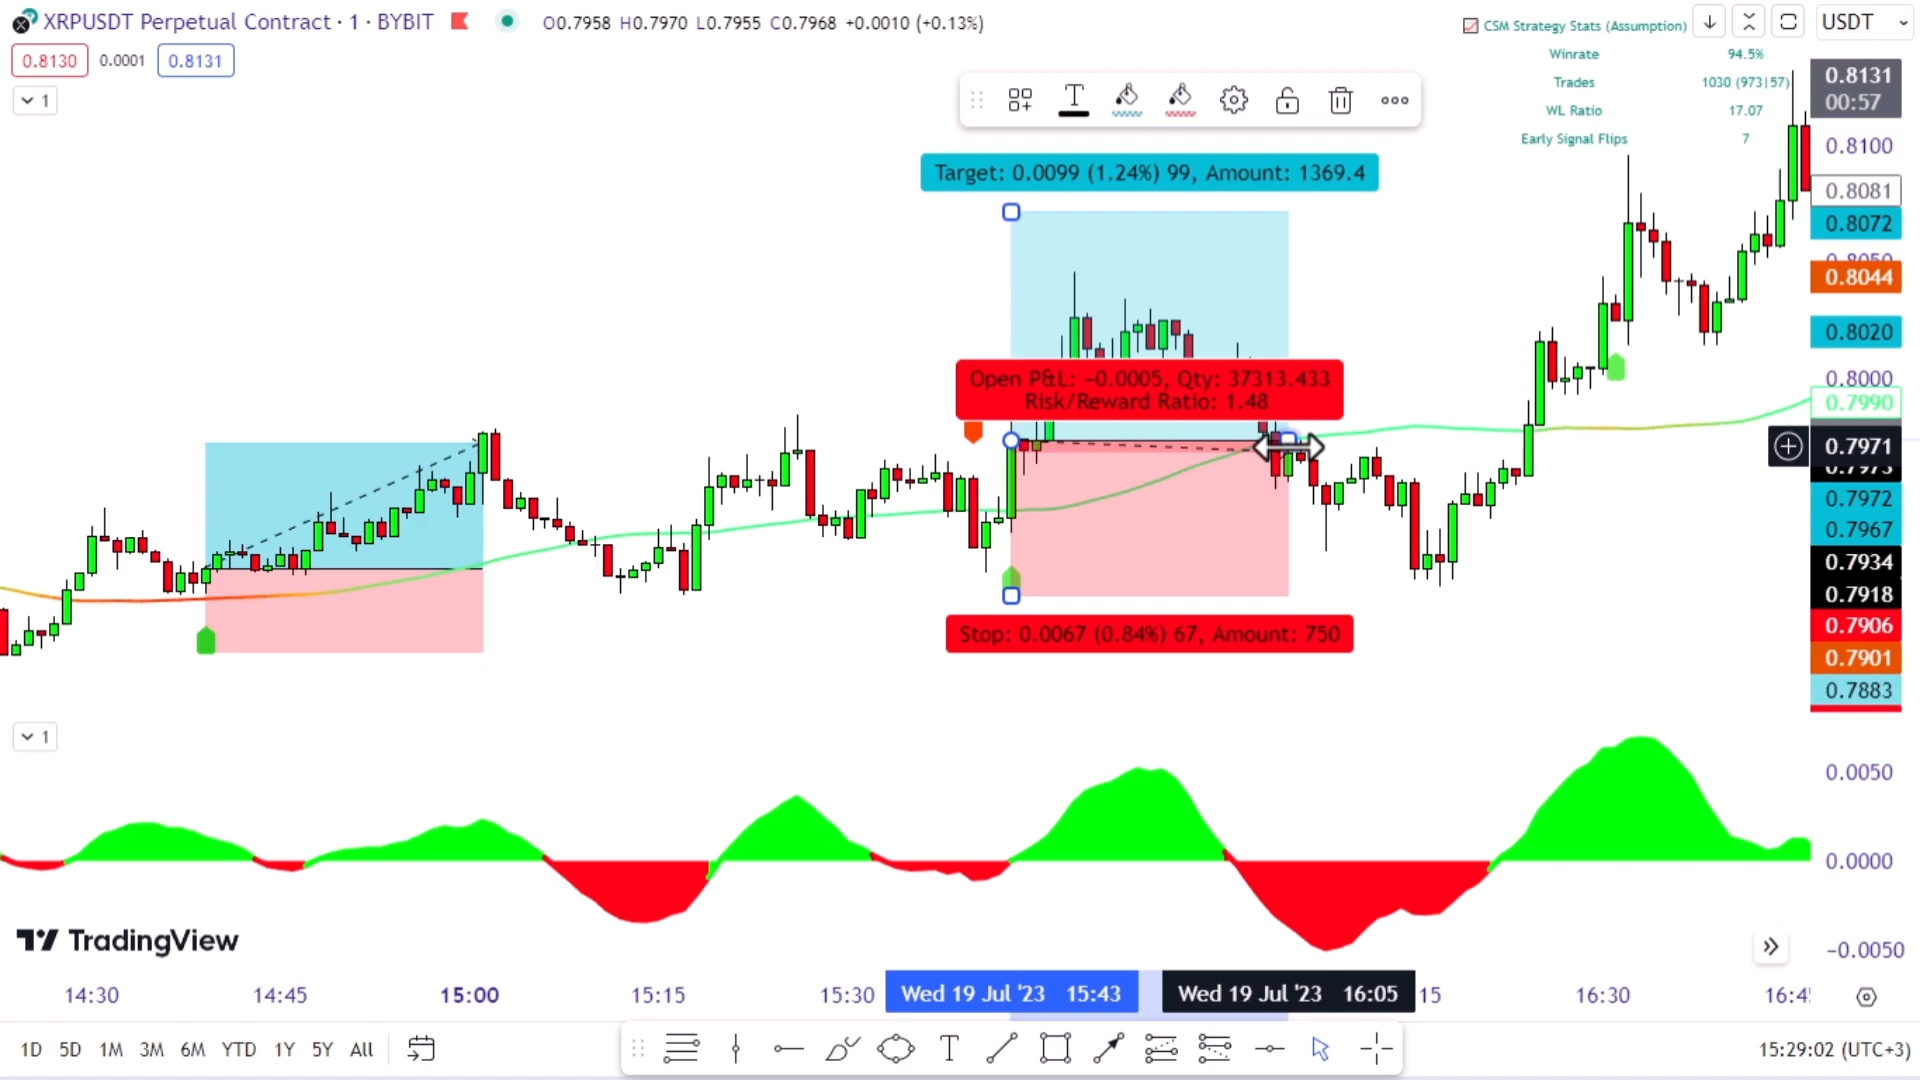 XRPUSDT Perpetual Contract · 1 · BYBIT
O0.7958 H0.7970 L0.7955 C0.7968 +0.0010 (+0.13%)
0.8130 0.0001 0.8131
1
CSM Strategy Stats (Assumption)
Winrate 94.5%
Trades 1030 (973|57)
WL Ratio 17.07
Early Signal Flips 7
USDT
Target: 0.0099 (1.24%) 99, Amount: 1369.4
Open P&L: −0.0005, Qty: 37313.433
Risk/Reward Ratio: 1.48
Stop: 0.0067 (0.84%) 67, Amount: 750
0.8131
00:57
0.8100
0.8081
0.8072
0.8050
0.8044
0.8020
0.8000
0.7990
0.7971
0.7973
0.7972
0.7967
0.7934
0.7918
0.7906
0.7901
0.7883
1
0.0050
0.0000
−0.0050
TradingView
14:30 14:45 15:00 15:15 15:30 Wed 19 Jul '23 15:43 Wed 19 Jul '23 16:05 15 16:30
1D 5D 1M 3M 6M YTD 1Y 5Y All
T
15:29:02 (UTC+3)